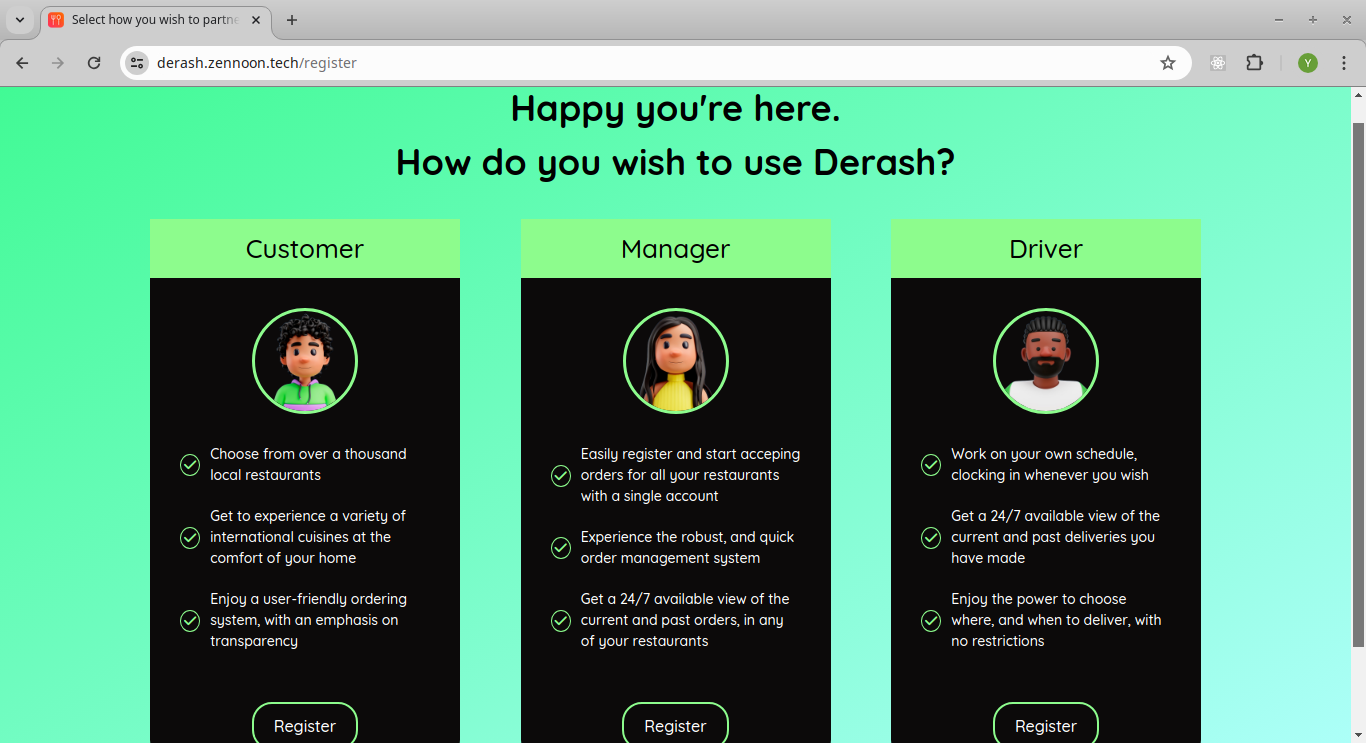 Select how you wish to partne
derash.zennoon.tech/register
Y
Happy you're here.
How do you wish to use Derash?
Customer
Choose from over a thousand
local restaurants
Get to experience a variety of
international cuisines at the
comfort of your home
Enjoy a user-friendly ordering
system, with an emphasis on
transparency
Register
Manager
Easily register and start acceping
orders for all your restaurants
with a single account
Experience the robust, and quick
order management system
Get a 24/7 available view of the
current and past orders, in any
of your restaurants
Register
Driver
Work on your own schedule,
clocking in whenever you wish
Get a 24/7 available view of the
current and past deliveries you
have made
Enjoy the power to choose
where, and when to deliver, with
no restrictions
Register